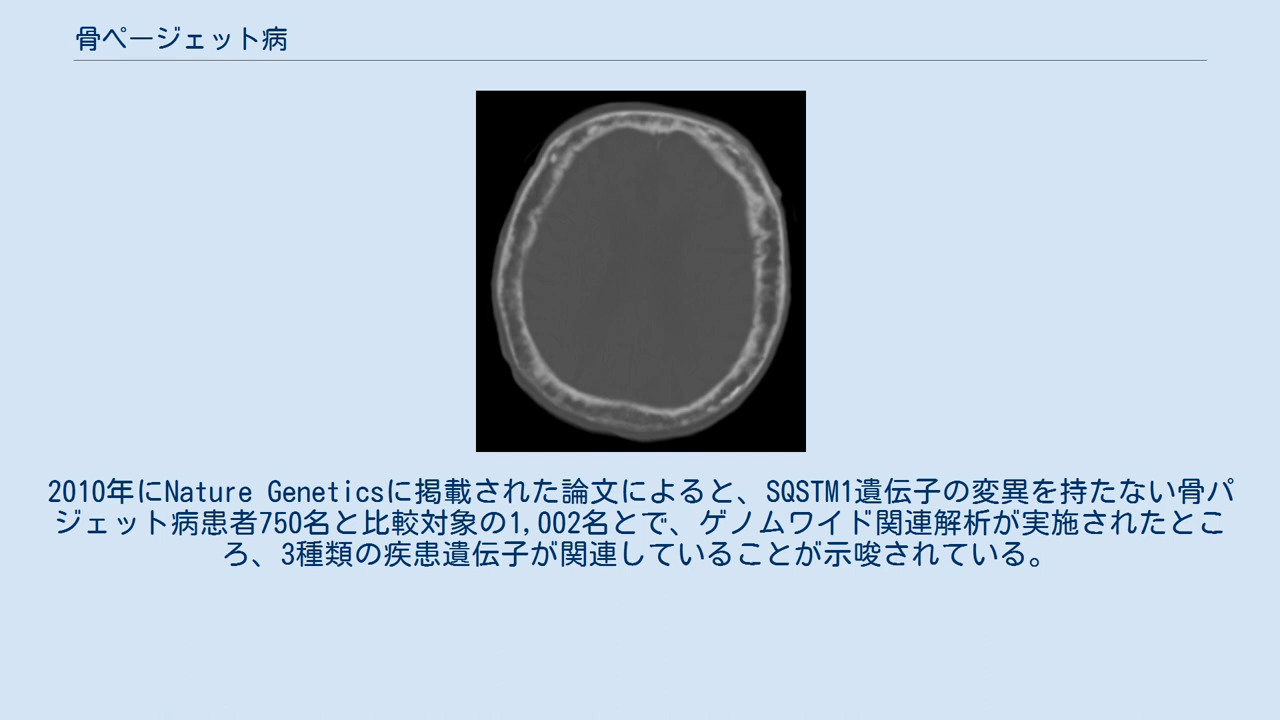 骨ページェット病
2010年にNature Geneticsに掲載された論文によると、SQSTM1遺伝子の変異を持たない骨パ
ジェット病患者750名と比較対象の1,002名とで、ゲノムワイド関連解析が実施されたとこ
ろ、3種類の疾患遺伝子が関連していることが示唆されている。